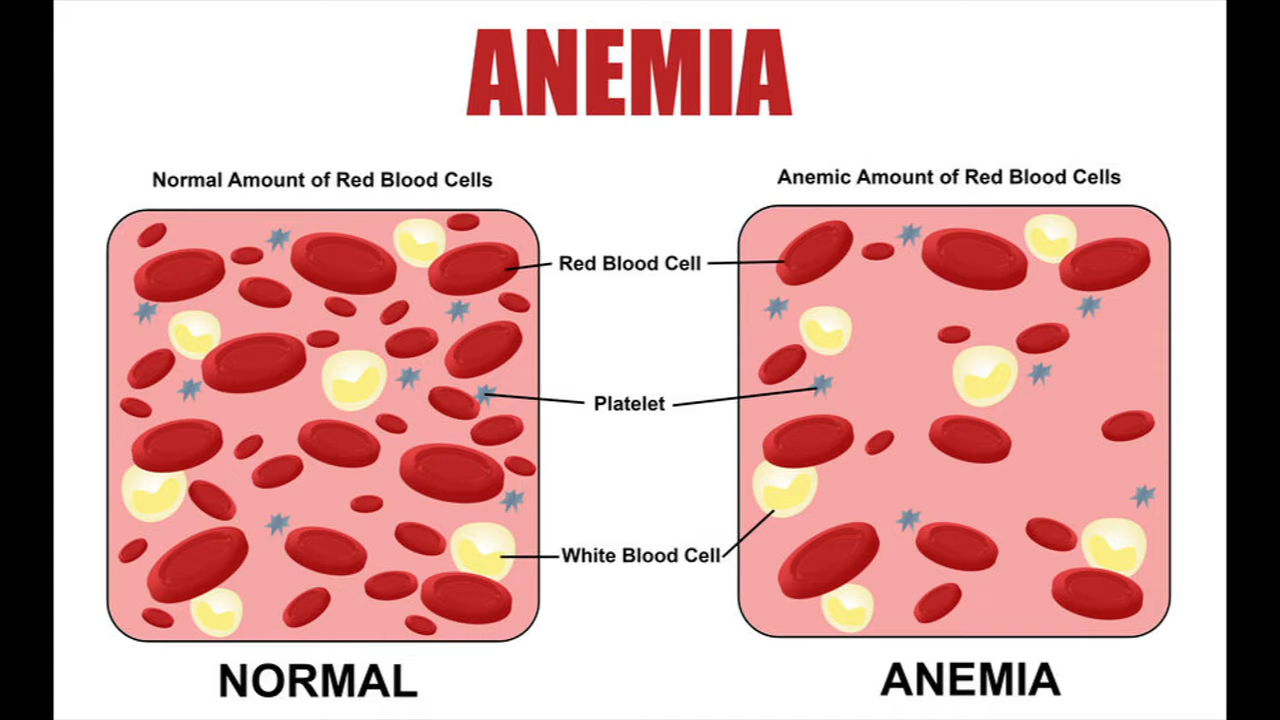 ANEMIA
Normal Amount of Red Blood Cells
Anemic Amount of Red Blood Cells
Red Blood Cell
Platelet
White Blood Cell
NORMAL
ANEMIA